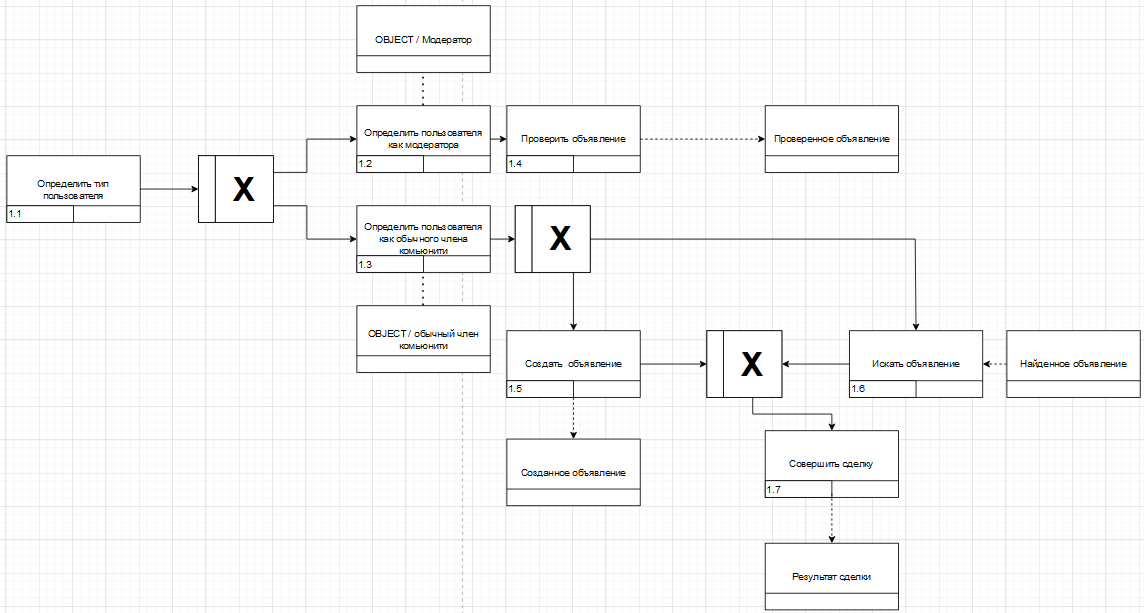 OBJECT / Модератор
Определить пользователя
как модератора
1.2
Проверить объявление
1.4
Проверенное объявление
Определить тип
пользователя
1.1
X
Определить пользователя
как обычного члена
комьюнити
1.3
X
OBJECT / обычный член
комьюнити
Создать объявление
1.5
X
Искать объявление
1.6
Найденное объявление
Созданное объявление
Совершить сделку
1.7
Результат сделки